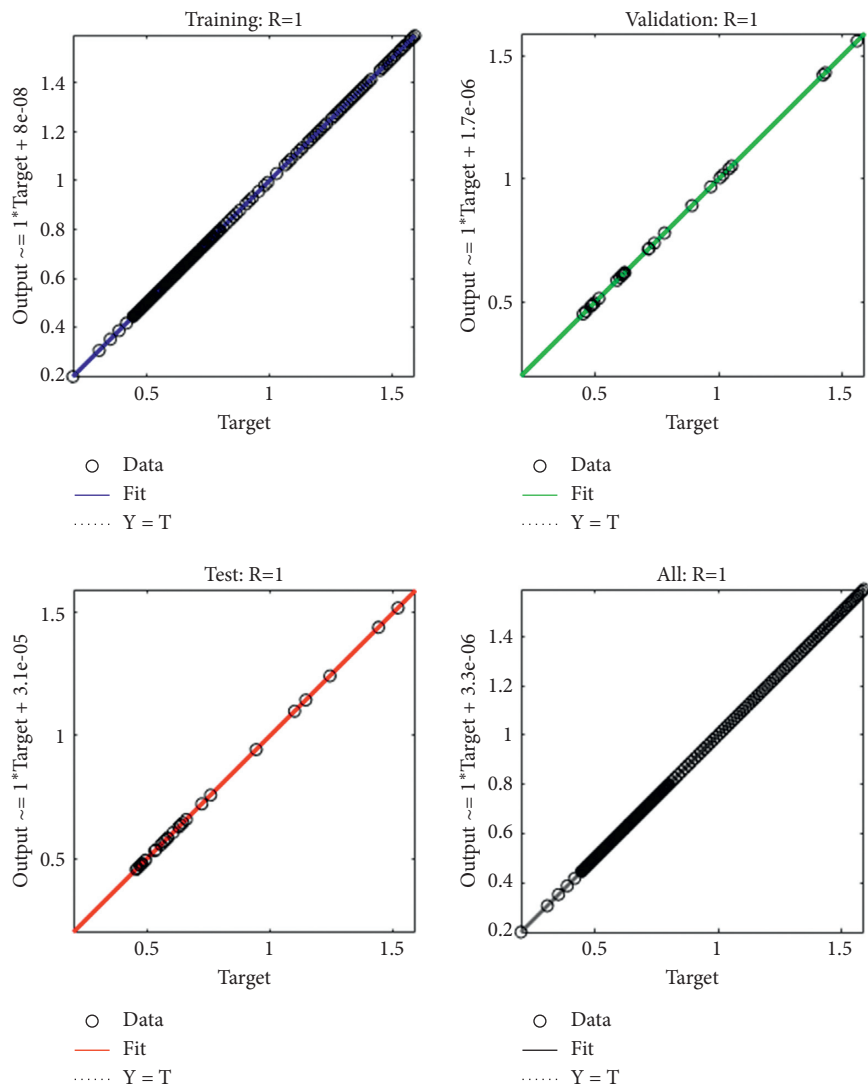 Training: R=1
Output ~= 1*Target + 8e-08
1.4
1.2
1
0.8
0.6
0.4
0.2
0.5
1
1.5
Target
Data
Fit
Y = T
Validation: R=1
Output ~= 1*Target + 1.7e-06
1.5
1
0.5
0.5
1
1.5
Target
Data
Fit
Y = T
Test: R=1
Output ~= 1*Target + 3.1e-05
1.5
1
0.5
0.5
1
1.5
Target
Data
Fit
Y = T
All: R=1
Output ~= 1*Target + 3.3e-06
1.4
1.2
1
0.8
0.6
0.4
0.2
0.5
1
1.5
Target
Data
Fit
Y = T